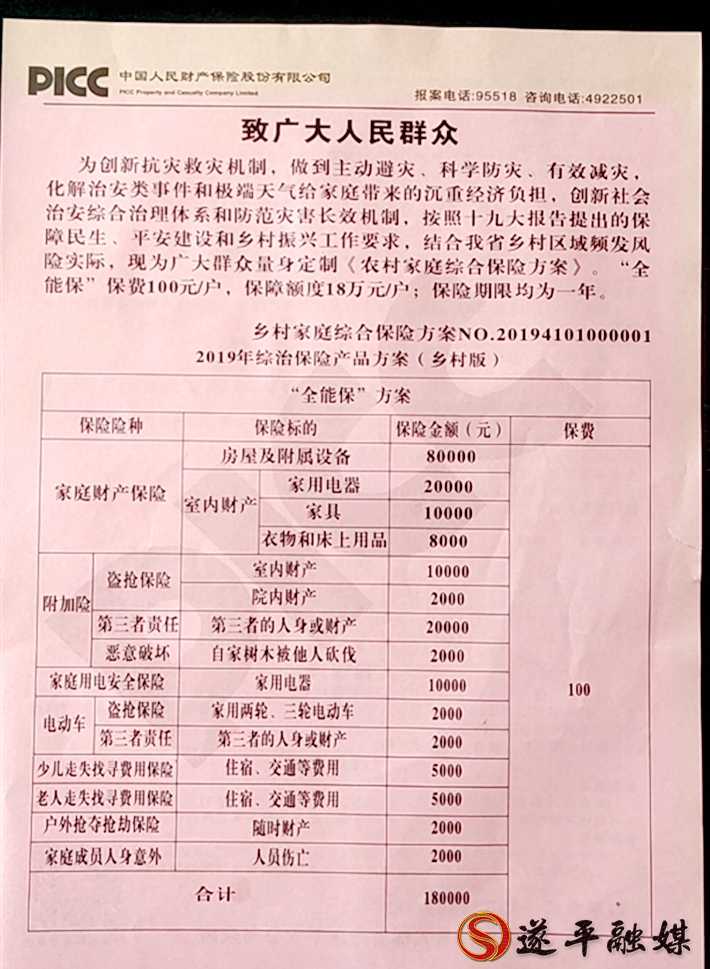 PICC 中国人民财产保险股份有限公司
PICC Property and Casualty Company Limited
报案电话:95518 咨询电话:4922501
致广大人民群众
为创新抗灾救灾机制，做到主动避灾、科学防灾、有效减灾，
化解治安类事件和极端天气给家庭带来的沉重经济负担，创新社会
治安综合治理体系和防范灾害长效机制，按照十九大报告提出的保
障民生、平安建设和乡村振兴工作要求，结合我省乡村区域频发风
险实际，现为广大群众量身定制《农村家庭综合保险方案》。“全
能保”保费100元/户，保障额度18万元/户；保险期限均为一年。
乡村家庭综合保险方案NO.20194101000001
2019年综治保险产品方案（乡村版）
“全能保”方案
保险险种 保险标的 保险金额（元） 保费
家庭财产保险 房屋及附属设备 80000
室内财产 家用电器 20000
家具 10000
衣物和床上用品 8000
附加险 盗抢保险 室内财产 10000
院内财产 2000
第三者责任 第三者的人身或财产 20000
恶意破坏 自家树木被他人砍伐 2000
家庭用电安全保险 家用电器 10000
100
电动车 盗抢保险 家用两轮、三轮电动车 2000
第三者责任 第三者的人身或财产 2000
少儿走失找寻费用保险 住宿、交通等费用 5000
老人走失找寻费用保险 住宿、交通等费用 5000
户外抢夺抢劫保险 随时财产 2000
家庭成员人身意外 人员伤亡 2000
合计 180000
遂平融媒